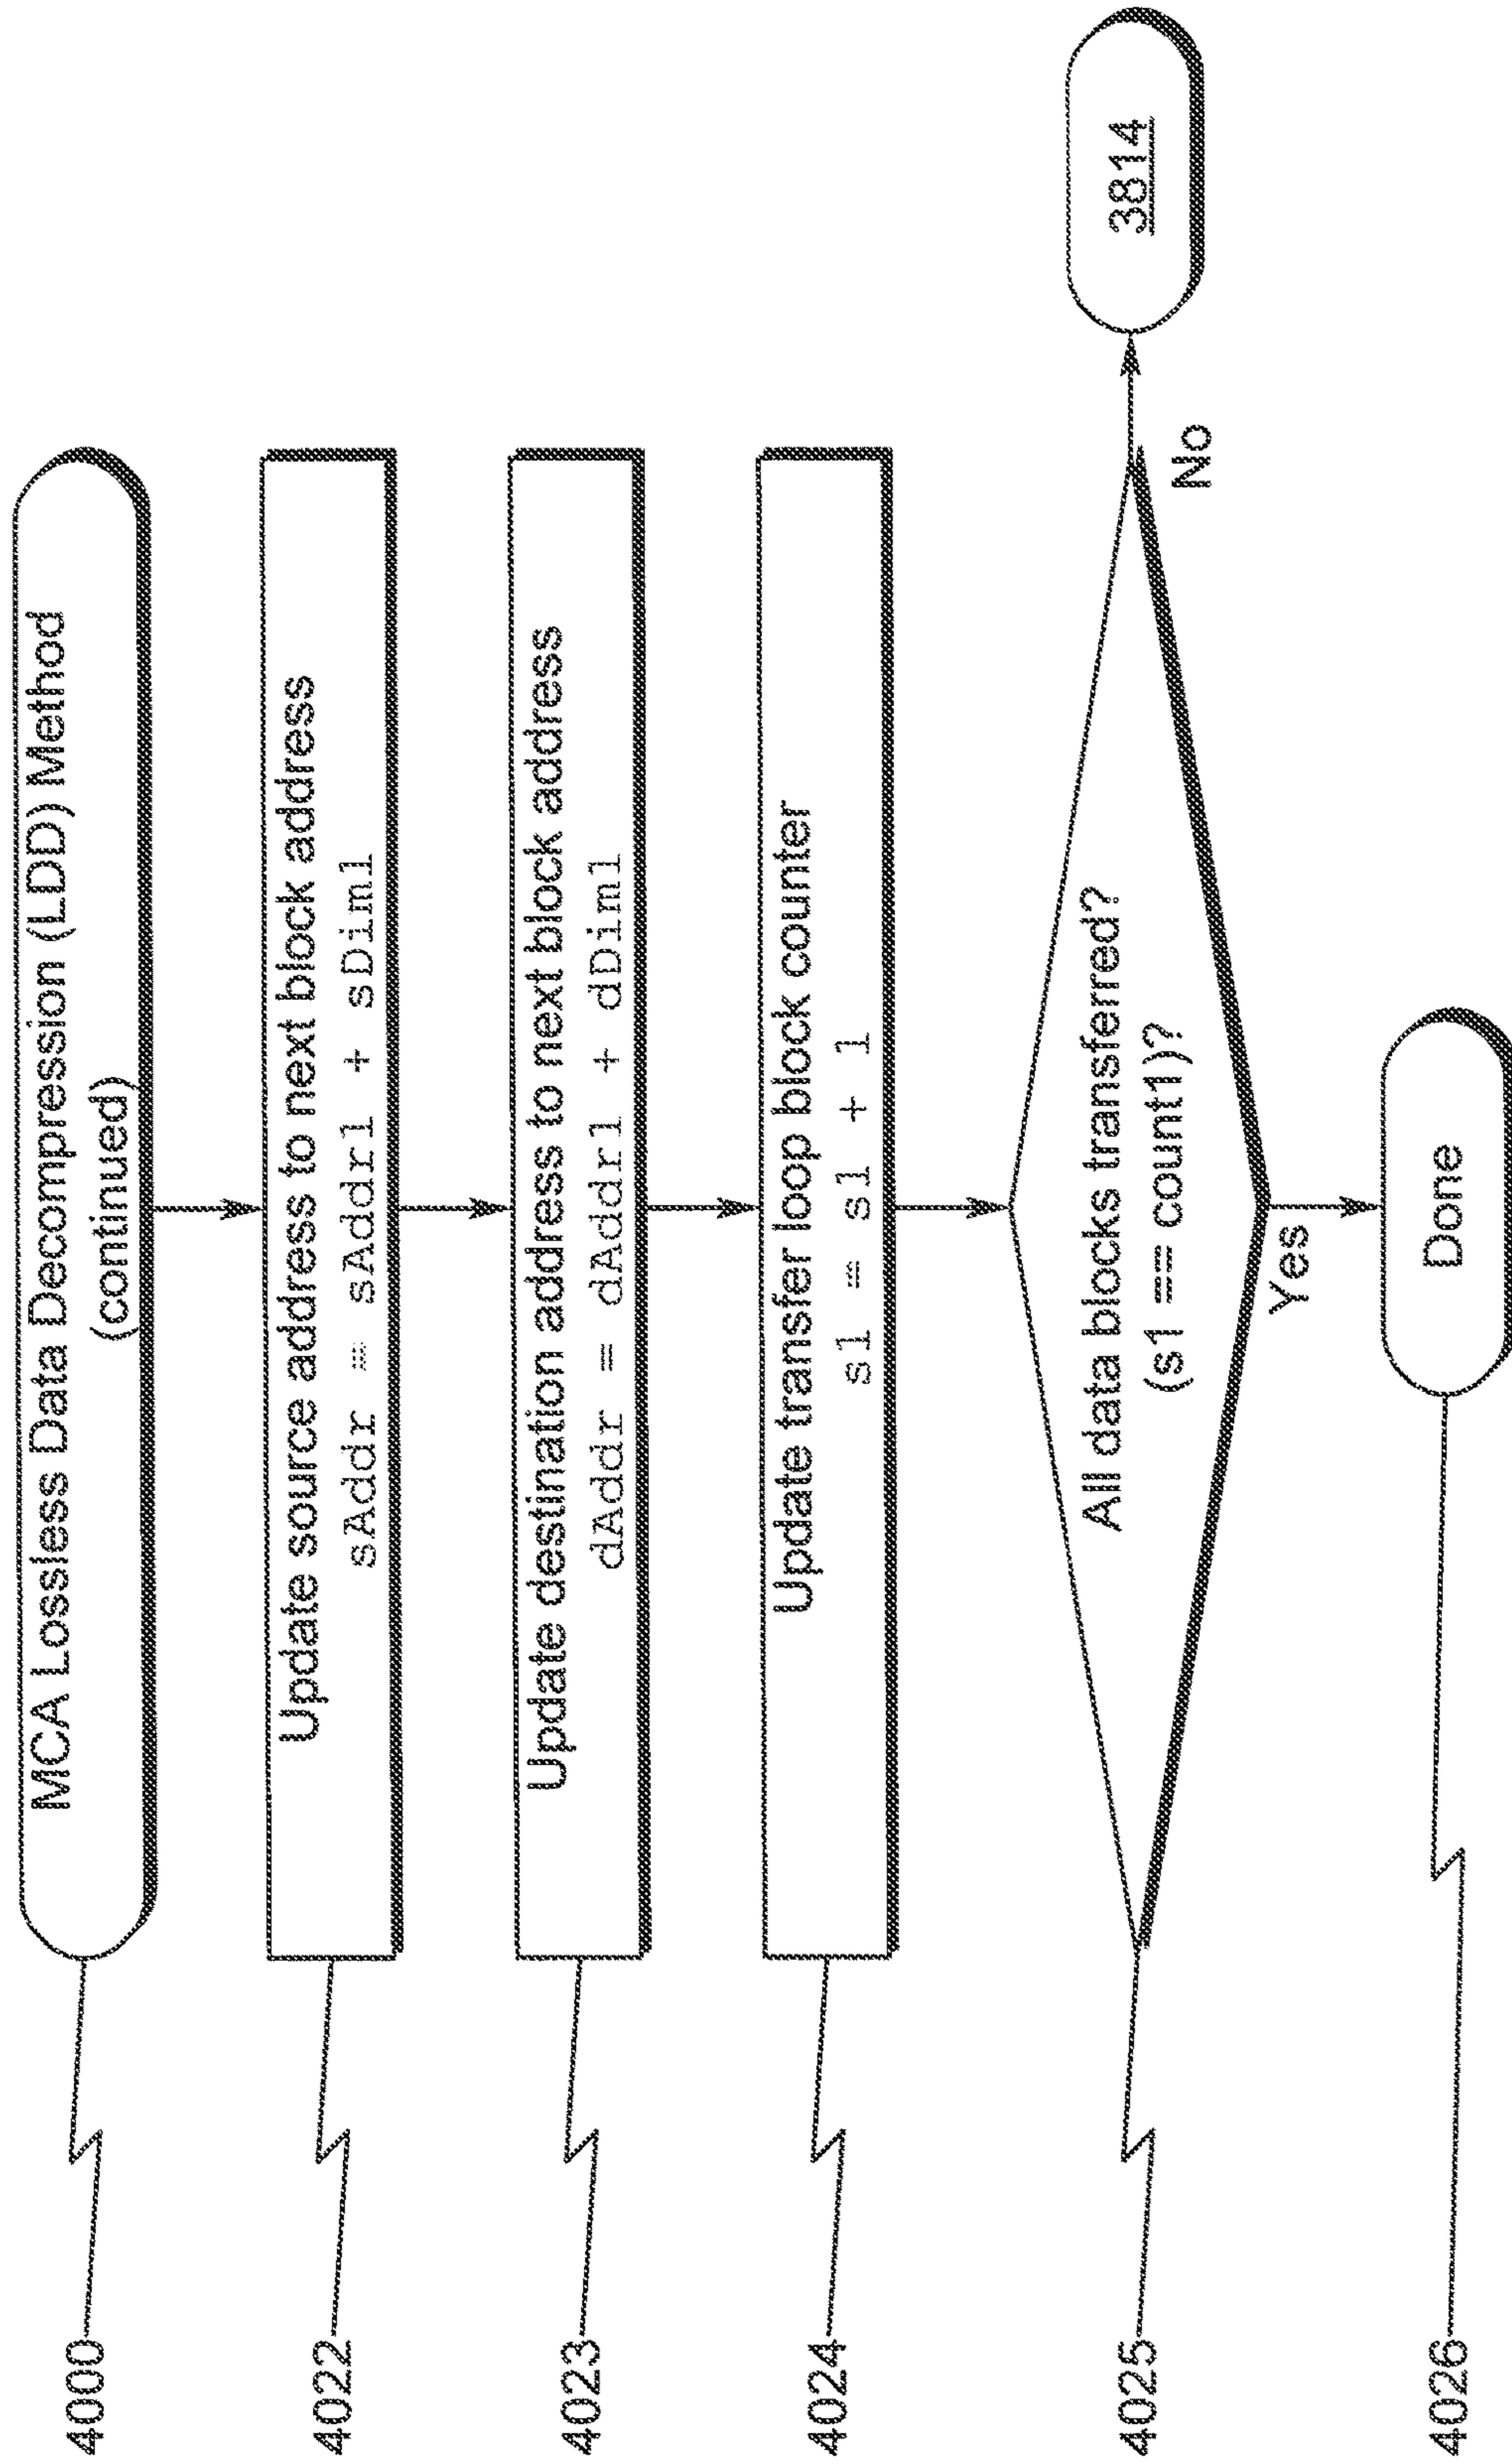 4000
MCA Lossless Data Decompression (LDD) Method
(continued)
4022
Update source address to next block address
sAddr = sAddr1 + sDim1
4023
Update destination address to next block address
dAddr = dAddr1 + dDim1
4024
Update transfer loop block counter
s1 = s1 + 1
4025
All data blocks transferred?
(s1 == count1)?
No
3814
Yes
4026
Done